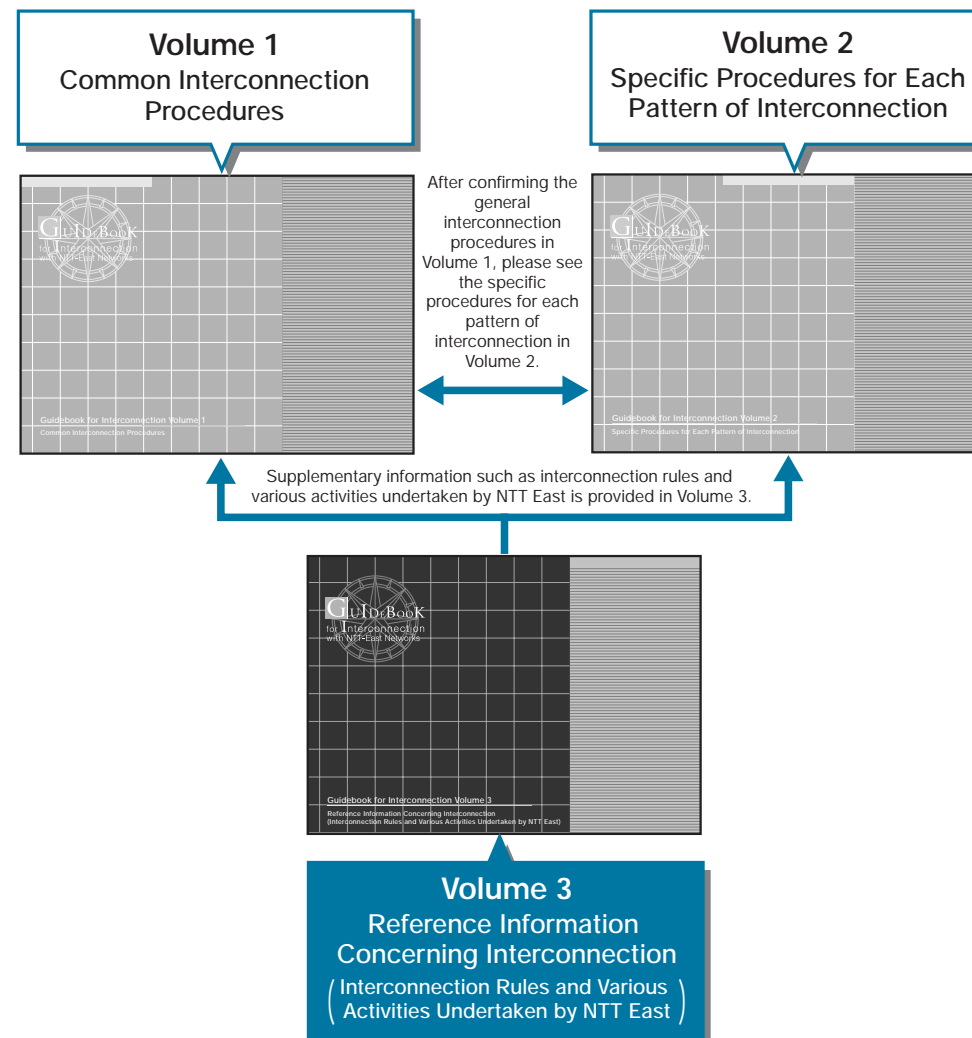 Volume 1
Common Interconnection
Procedures
Volume 2
Specific Procedures for Each
Pattern of Interconnection
GUIDEBOOK
for Interconnection
with NTT-East Networks
Guidebook for Interconnection Volume 1
Common Interconnection Procedures
After confirming the
general
interconnection
procedures in
Volume 1, please see
the specific
procedures for each
pattern of
interconnection in
Volume 2.
GUIDEBOOK
for Interconnection
with NTT-East Networks
Guidebook for Interconnection Volume 2
Specific Procedures for Each Pattern of Interconnection
Supplementary information such as interconnection rules and
various activities undertaken by NTT East is provided in Volume 3.
GUIDEBOOK
for Interconnection
with NTT-East Networks
Guidebook for Interconnection Volume 3
Reference Information Concerning Interconnection
(Interconnection Rules and Various Activities Undertaken by NTT East)
Volume 3
Reference Information
Concerning Interconnection
(Interconnection Rules and Various
Activities Undertaken by NTT East)